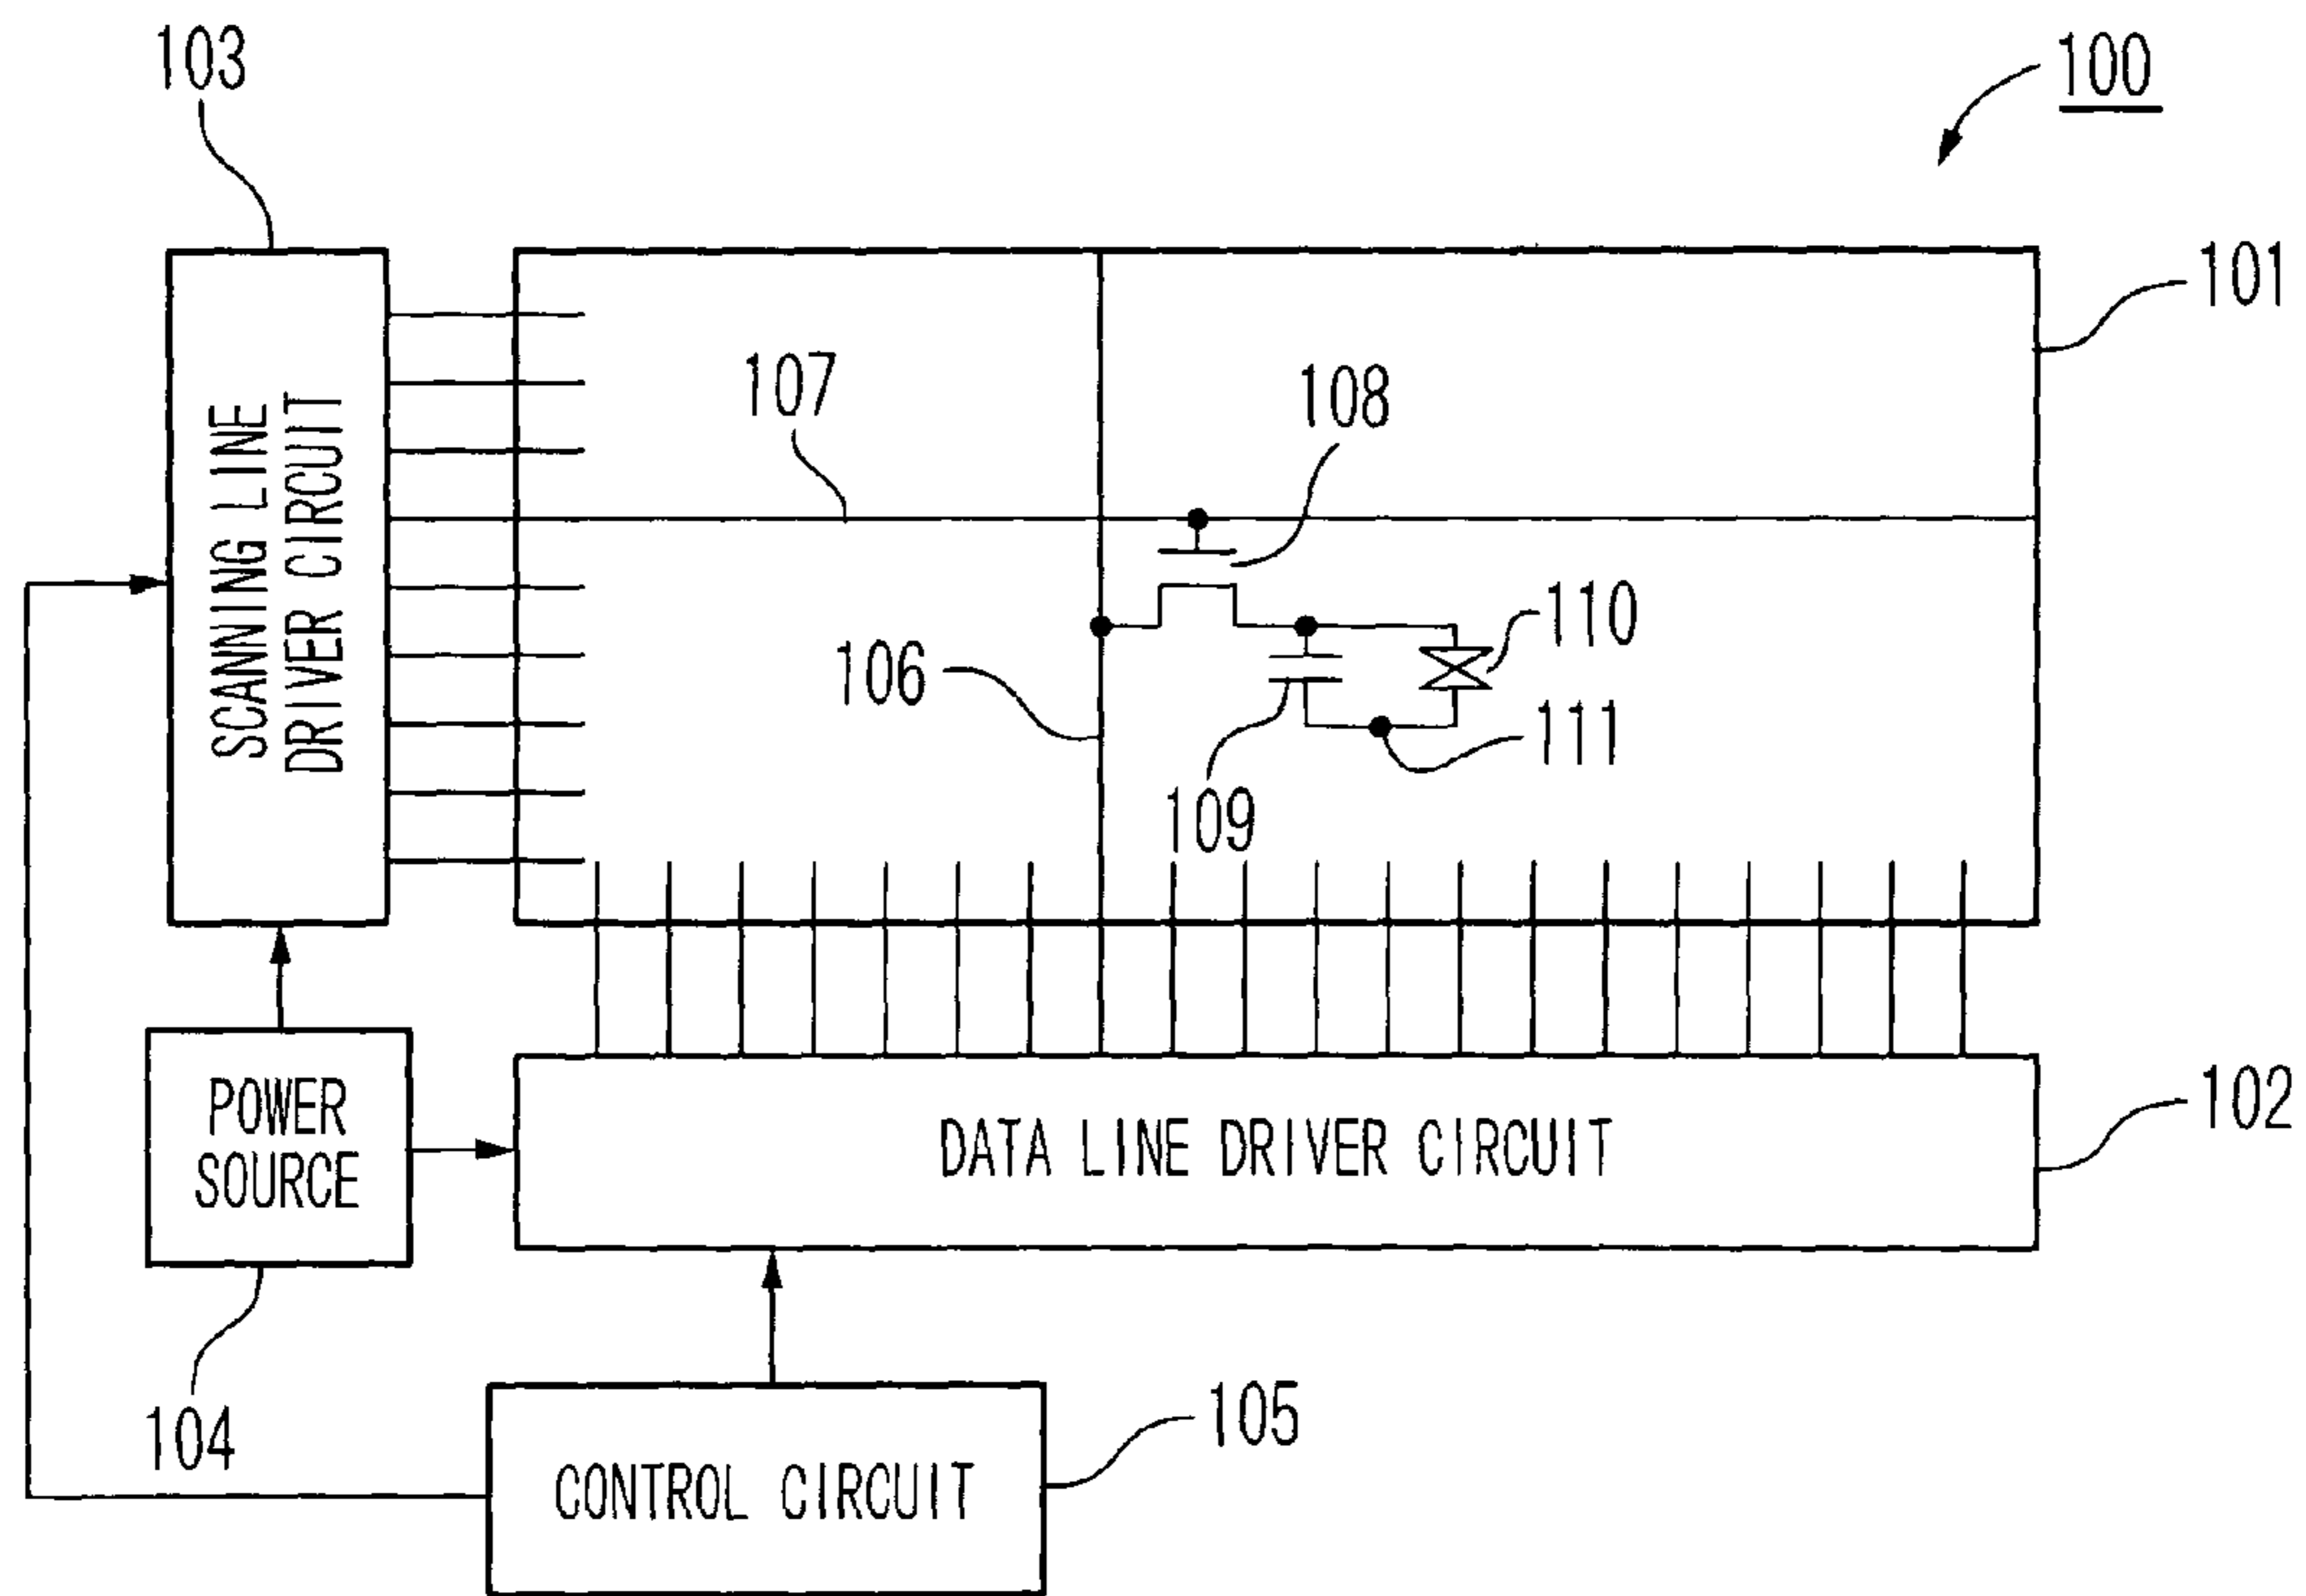 103
100
101
107
108
SCANNING LINE
DRIVER CIRCUIT
110
106
111
109
POWER
SOURCE
DATA LINE DRIVER CIRCUIT
102
104
105
CONTROL CIRCUIT